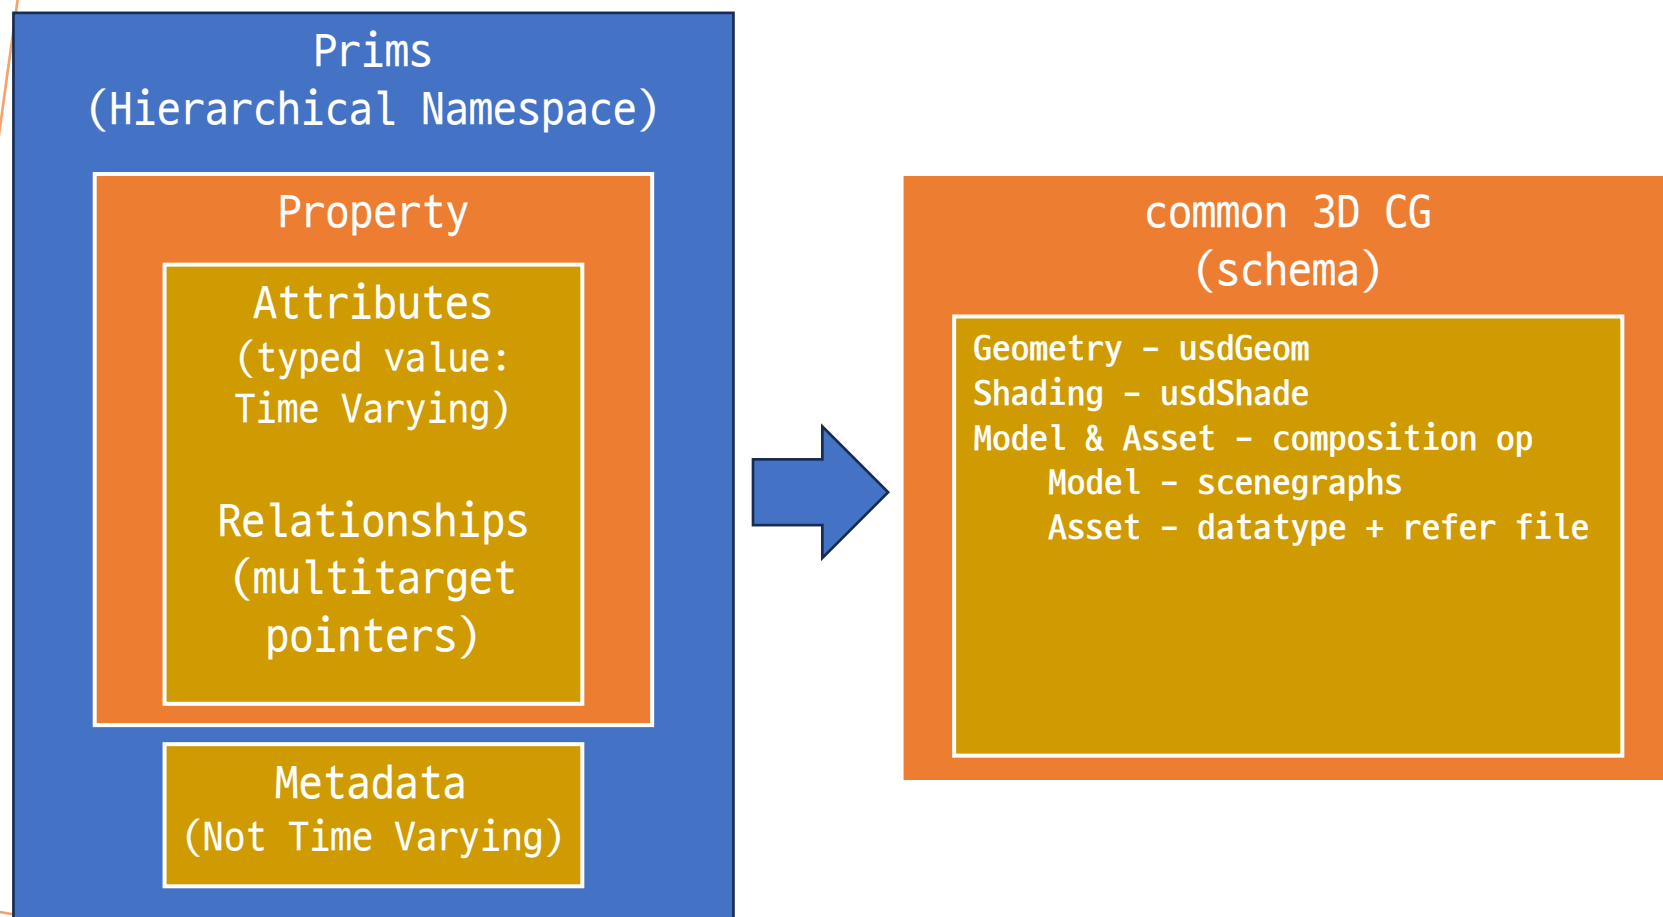 Prims
(Hierarchical Namespace)
Property
Attributes
(typed value:
Time Varying)
Relationships
(multitarget
pointers)
Metadata
(Not Time Varying)
common 3D CG
(schema)
Geometry – usdGeom
Shading – usdShade
Model & Asset – composition op
Model – scenegraphs
Asset – datatype + refer file